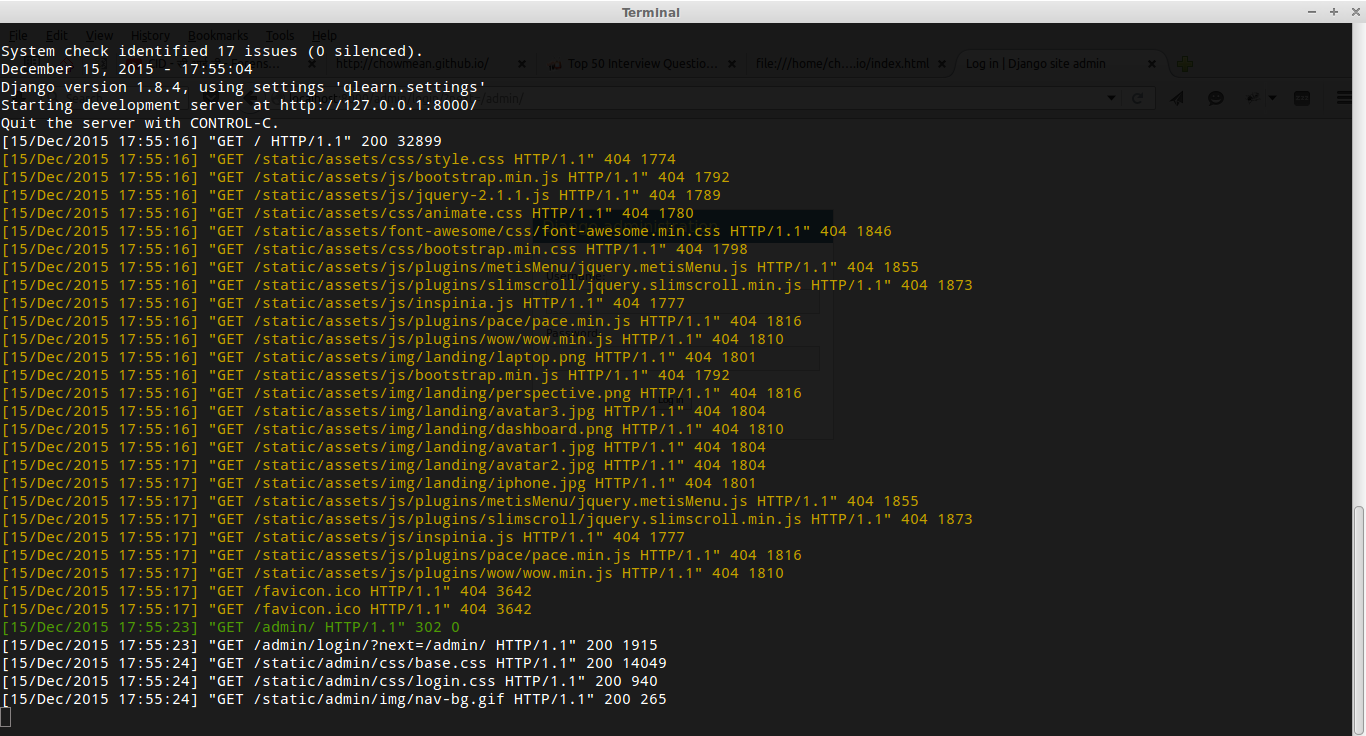 Terminal
File Edit View History Bookmarks Tools Help
System check identified 17 issues (0 silenced).
http://chowmean.github.io/ Top 50 Interview Questio... file:///home/ch....io/index.html Log in | Django site admin
December 15, 2015 - 17:55:04
Django version 1.8.4, using settings 'qlearn.settings'
Starting development server at http://127.0.0.1:8000/
/admin/
Quit the server with CONTROL-C.
[15/Dec/2015 17:55:16] "GET / HTTP/1.1" 200 32899
[15/Dec/2015 17:55:16] "GET /static/assets/css/style.css HTTP/1.1" 404 1774
[15/Dec/2015 17:55:16] "GET /static/assets/js/bootstrap.min.js HTTP/1.1" 404 1792
[15/Dec/2015 17:55:16] "GET /static/assets/js/jquery-2.1.1.js HTTP/1.1" 404 1789
[15/Dec/2015 17:55:16] "GET /static/assets/css/animate.css HTTP/1.1" 404 1780
[15/Dec/2015 17:55:16] "GET /static/assets/font-awesome/css/font-awesome.min.css HTTP/1.1" 404 1846
[15/Dec/2015 17:55:16] "GET /static/assets/css/bootstrap.min.css HTTP/1.1" 404 1798
[15/Dec/2015 17:55:16] "GET /static/assets/js/plugins/metisMenu/jquery.metisMenu.js HTTP/1.1" 404 1855
[15/Dec/2015 17:55:16] "GET /static/assets/js/plugins/slimscroll/jquery.slimscroll.min.js HTTP/1.1" 404 1873
[15/Dec/2015 17:55:16] "GET /static/assets/js/inspinia.js HTTP/1.1" 404 1777
[15/Dec/2015 17:55:16] "GET /static/assets/js/plugins/pace/pace.min.js HTTP/1.1" 404 1816
[15/Dec/2015 17:55:16] "GET /static/assets/js/plugins/wow/wow.min.js HTTP/1.1" 404 1810
[15/Dec/2015 17:55:16] "GET /static/assets/img/landing/laptop.png HTTP/1.1" 404 1801
[15/Dec/2015 17:55:16] "GET /static/assets/js/bootstrap.min.js HTTP/1.1" 404 1792
[15/Dec/2015 17:55:16] "GET /static/assets/img/landing/perspective.png HTTP/1.1" 404 1816
[15/Dec/2015 17:55:16] "GET /static/assets/img/landing/avatar3.jpg HTTP/1.1" 404 1804
[15/Dec/2015 17:55:16] "GET /static/assets/img/landing/dashboard.png HTTP/1.1" 404 1810
[15/Dec/2015 17:55:16] "GET /static/assets/img/landing/avatar1.jpg HTTP/1.1" 404 1804
[15/Dec/2015 17:55:17] "GET /static/assets/img/landing/avatar2.jpg HTTP/1.1" 404 1804
[15/Dec/2015 17:55:17] "GET /static/assets/img/landing/iphone.jpg HTTP/1.1" 404 1801
[15/Dec/2015 17:55:17] "GET /static/assets/js/plugins/metisMenu/jquery.metisMenu.js HTTP/1.1" 404 1855
[15/Dec/2015 17:55:17] "GET /static/assets/js/plugins/slimscroll/jquery.slimscroll.min.js HTTP/1.1" 404 1873
[15/Dec/2015 17:55:17] "GET /static/assets/js/inspinia.js HTTP/1.1" 404 1777
[15/Dec/2015 17:55:17] "GET /static/assets/js/plugins/pace/pace.min.js HTTP/1.1" 404 1816
[15/Dec/2015 17:55:17] "GET /static/assets/js/plugins/wow/wow.min.js HTTP/1.1" 404 1810
[15/Dec/2015 17:55:17] "GET /favicon.ico HTTP/1.1" 404 3642
[15/Dec/2015 17:55:17] "GET /favicon.ico HTTP/1.1" 404 3642
[15/Dec/2015 17:55:23] "GET /admin/ HTTP/1.1" 302 0
[15/Dec/2015 17:55:23] "GET /admin/login/?next=/admin/ HTTP/1.1" 200 1915
[15/Dec/2015 17:55:24] "GET /static/admin/css/base.css HTTP/1.1" 200 14049
[15/Dec/2015 17:55:24] "GET /static/admin/css/login.css HTTP/1.1" 200 940
[15/Dec/2015 17:55:24] "GET /static/admin/img/nav-bg.gif HTTP/1.1" 200 265